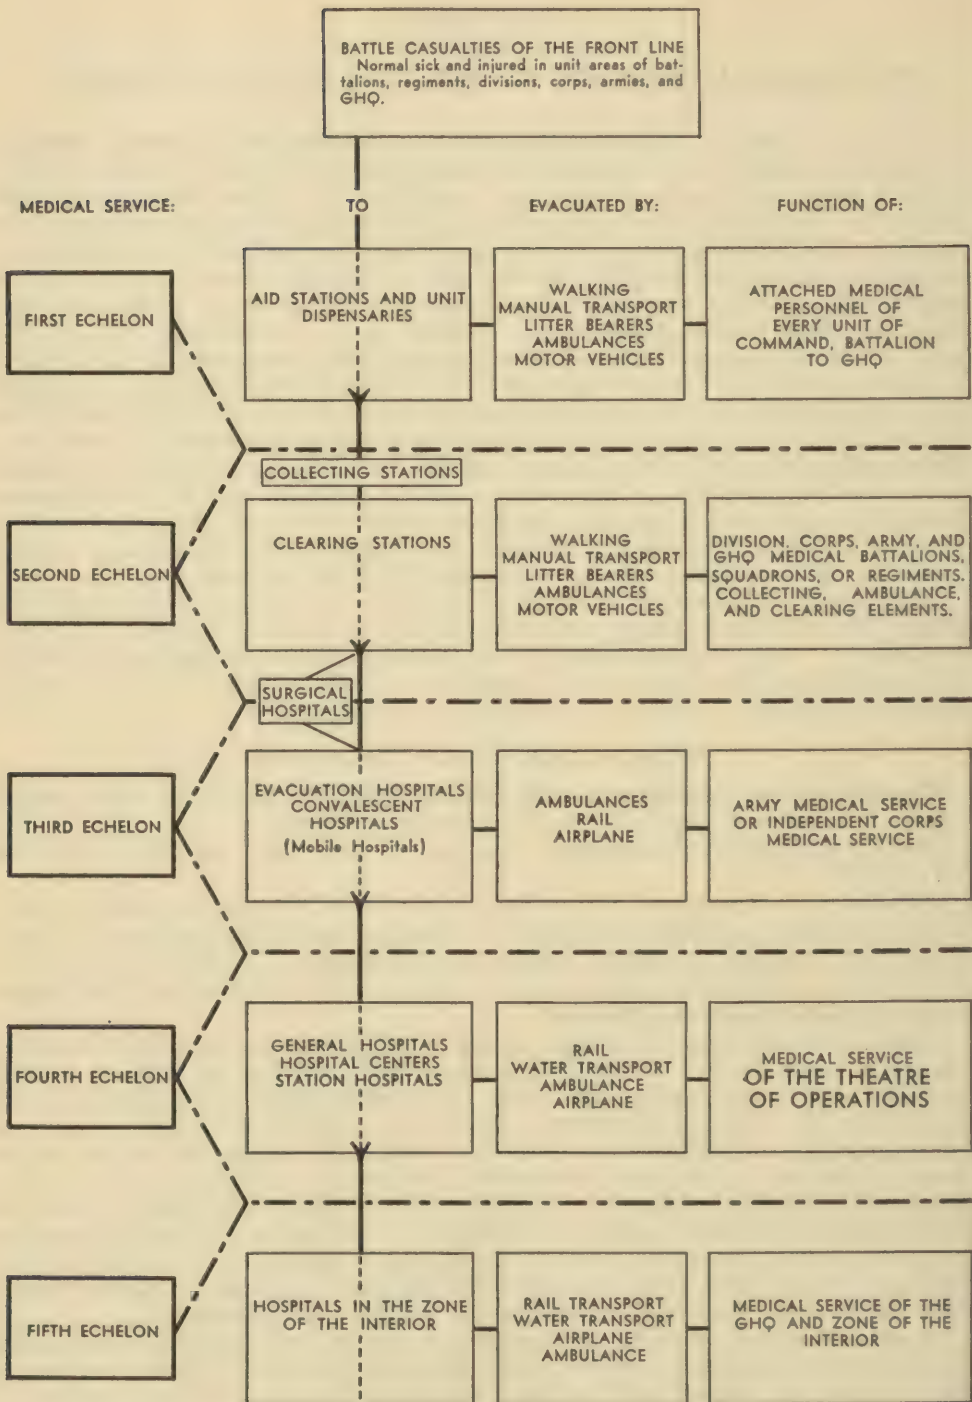 BATTLE CASUALTIES OF THE FRONT LINE
Normal sick and injured in unit areas of bat-
talions, regiments, divisions, corps, armies, and
GHQ.
MEDICAL SERVICE:
TO
EVACUATED BY:
FUNCTION OF:
FIRST ECHELON
AID STATIONS AND UNIT
DISPENSARIES
WALKING
MANUAL TRANSPORT
LITTER BEARERS
AMBULANCES
MOTOR VEHICLES
ATTACHED MEDICAL
PERSONNEL OF
EVERY UNIT OF
COMMAND, BATTALION
TO GHQ
COLLECTING STATIONS
SECOND ECHELON
CLEARING STATIONS
WALKING
MANUAL TRANSPORT
LITTER BEARERS
AMBULANCES
MOTOR VEHICLES
DIVISION. CORPS, ARMY, AND
GHQ MEDICAL BATTALIONS,
SQUADRONS, OR REGIMENTS.
COLLECTING, AMBULANCE,
AND CLEARING ELEMENTS.
SURGICAL
HOSPITALS
THIRD ECHELON
EVACUATION HOSPITALS
CONVALESCENT
HOSPITALS
(Mobile Hospitals)
AMBULANCES
RAIL
AIRPLANE
ARMY MEDICAL SERVICE
OR INDEPENDENT CORPS
MEDICAL SERVICE
FOURTH ECHELON
GENERAL HOSPITALS
HOSPITAL CENTERS
STATION HOSPITALS
RAIL
WATER TRANSPORT
AMBULANCE
AIRPLANE
MEDICAL SERVICE
OF THE THEATRE
OF OPERATIONS
FIFTH ECHELON
HOSPITALS IN THE ZONE
OF THE INTERIOR
RAIL TRANSPORT
WATER TRANSPORT
AIRPLANE
AMBULANCE
MEDICAL SERVICE OF THE
GHQ AND ZONE OF THE
INTERIOR